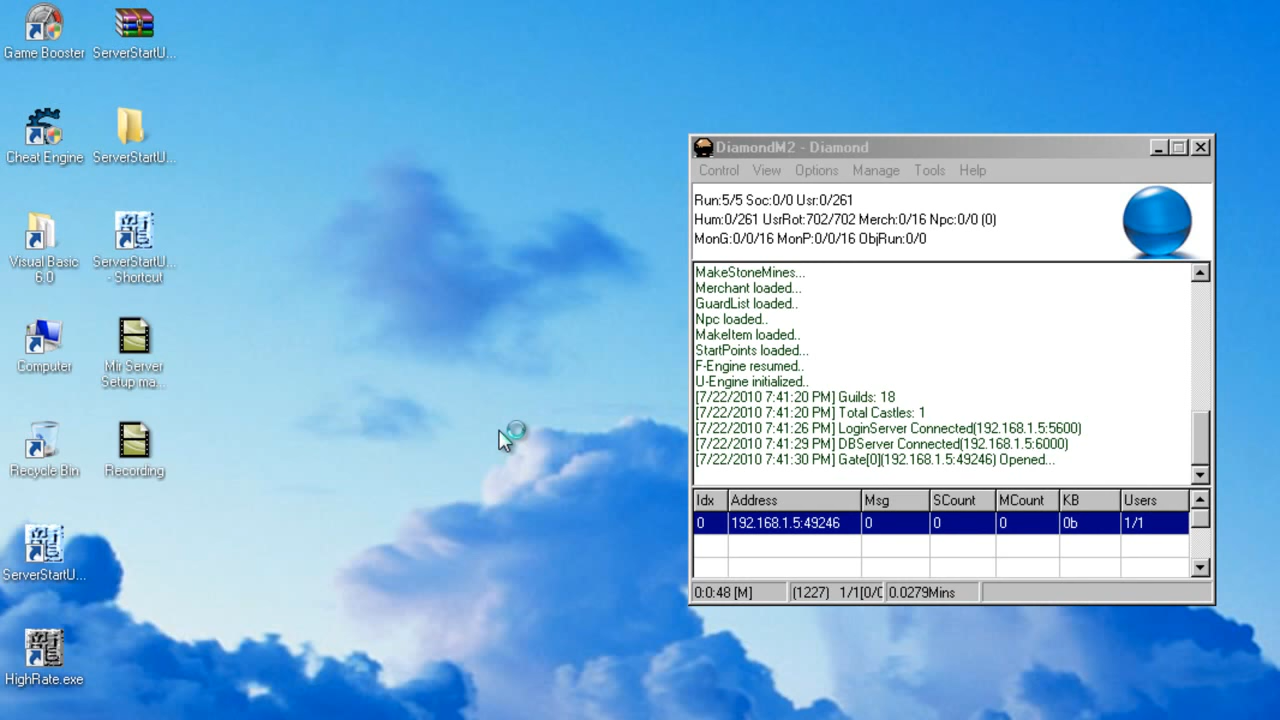 Game Booster
ServerStartU...
Cheat Engine
ServerStartU...
Visual Basic
6.0
ServerStartU...
- Shortcut
Computer
Mir Server
Setup ma...
Recycle Bin
Recording
ServerStartU...
HighRate.exe
DiamondM2 - Diamond
Control View Options Manage Tools Help
Run:5/5 Soc:0/0 Usr:0/261
Hum:0/261 UsrRot:702/702 Merch:0/16 Npc:0/0 (0)
MonG:0/0/16 MonP:0/0/16 ObjRun:0/0
MakeStoneMines...
Merchant loaded...
GuardList loaded..
Npc loaded..
MakeItem loaded..
StartPoints loaded...
F-Engine resumed..
U-Engine initialized..
[7/22/2010 7:41:20 PM] Guilds: 18
[7/22/2010 7:41:20 PM] Total Castles: 1
[7/22/2010 7:41:26 PM] LoginServer Connected(192.168.1.5:5600)
[7/22/2010 7:41:29 PM] DBServer Connected(192.168.1.5:6000)
[7/22/2010 7:41:30 PM] Gate[0](192.168.1.5:49246) Opened...
Idx Address Msg SCount MCount KB Users
0 192.168.1.5:49246 0 0 0 0b 1/1
0:0:48 [M] (1227) 1/1[0/0 0.0279Mins